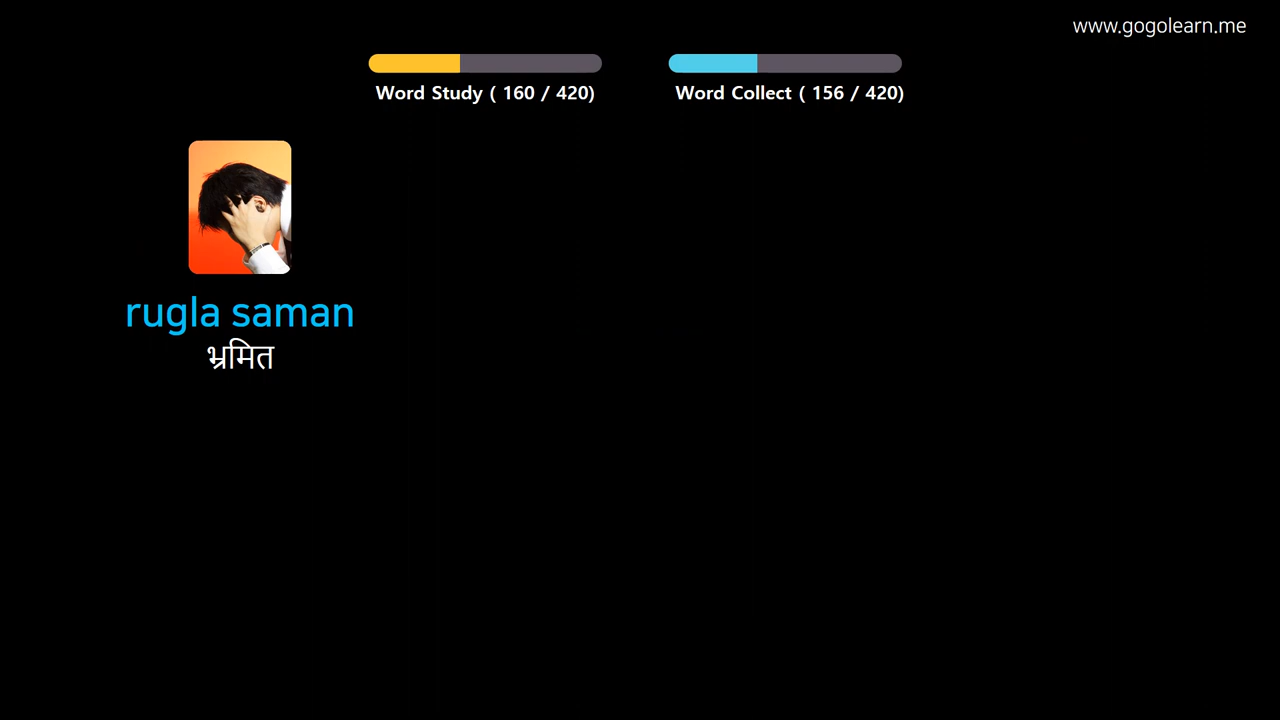 www.gogolearn.me
Word Study ( 160 / 420)
Word Collect ( 156 / 420)
rugla saman
भ्रमित